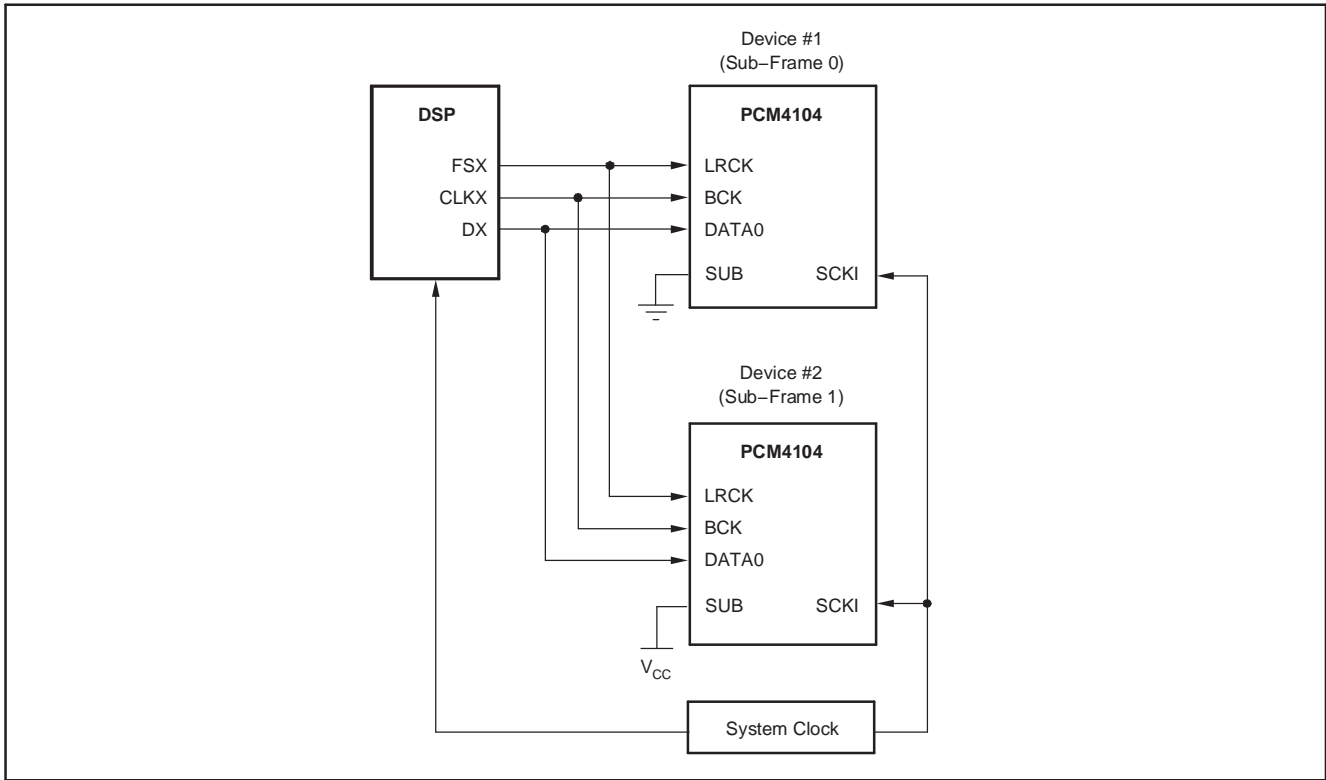 Device #1
(Sub−Frame 0)
DSP
FSX
CLKX
DX
PCM4104
LRCK
BCK
DATA0
SUB SCKI
Device #2
(Sub−Frame 1)
PCM4104
LRCK
BCK
DATA0
SUB SCKI
VCC
System Clock